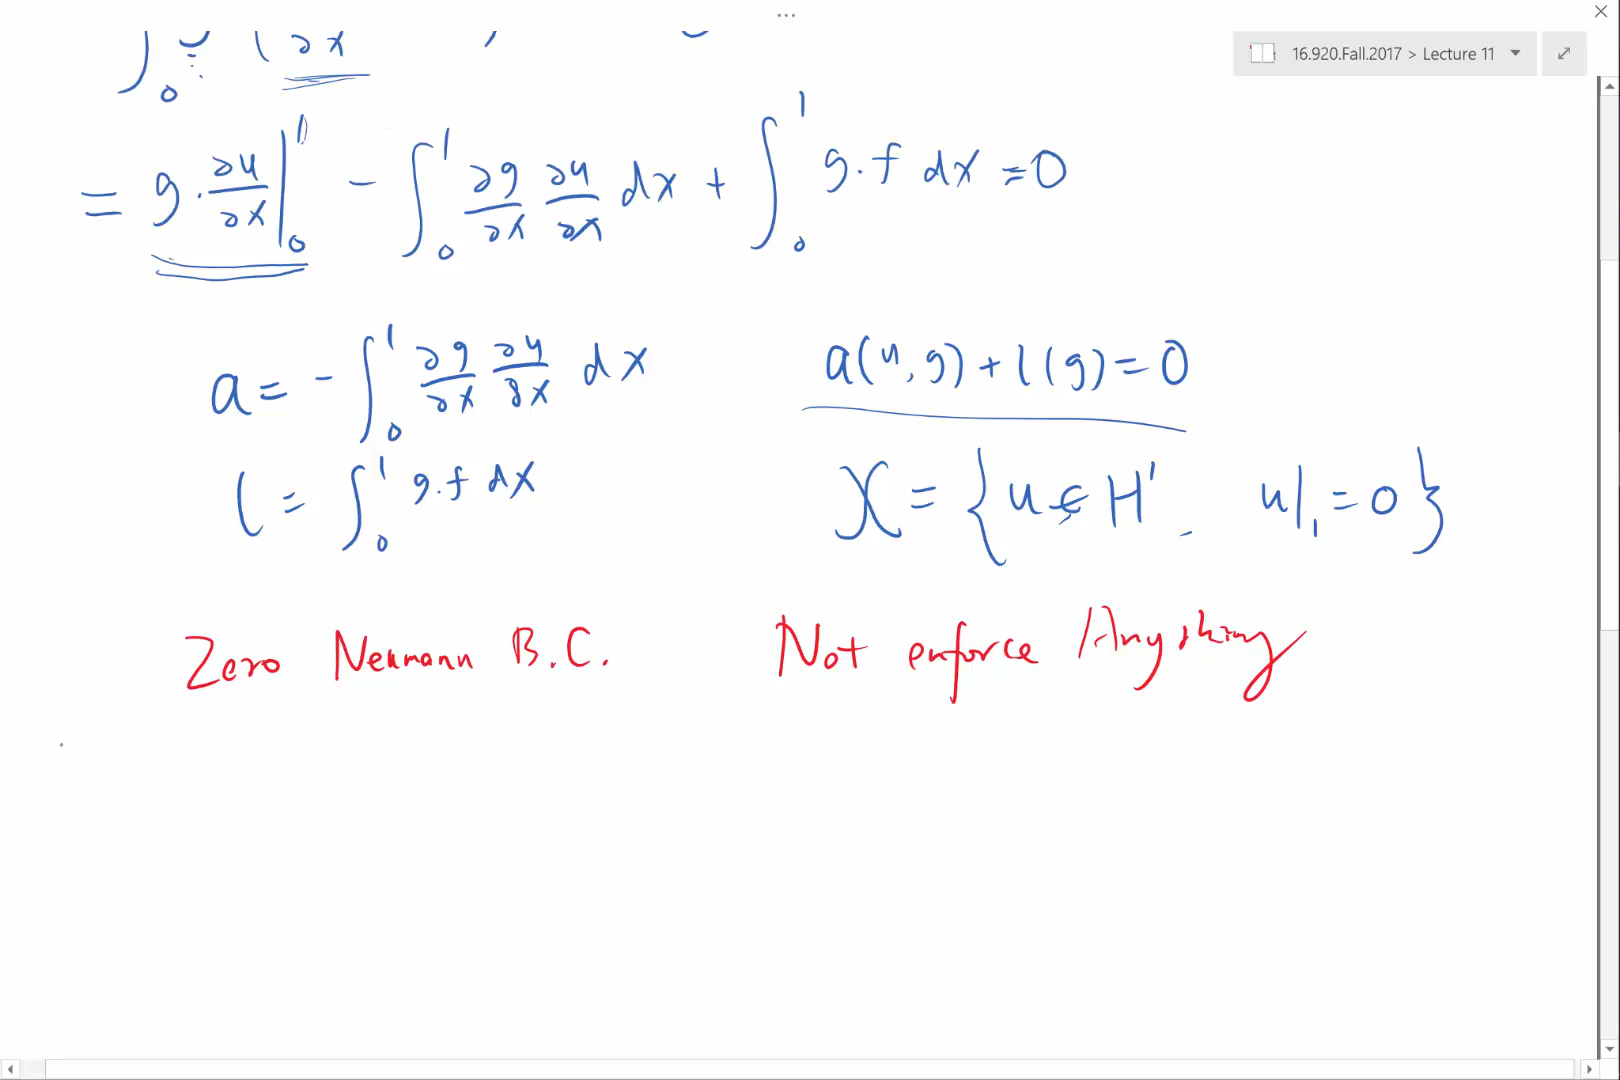 16.920.Fall.2017 > Lecture 11
∫₀ ( ∂x
= g·∂u/∂x |₀¹ - ∫₀¹ ∂g/∂x ∂u/∂x dx + ∫₀¹ g·f dx = 0
a = - ∫₀¹ ∂g/∂x ∂u/∂x dx
a(u,g) + l(g) = 0
l = ∫₀¹ g·f dx
X = { u ∈ H¹ u|₁ = 0 }
Zero Neumann B.C. Not enforce Anything